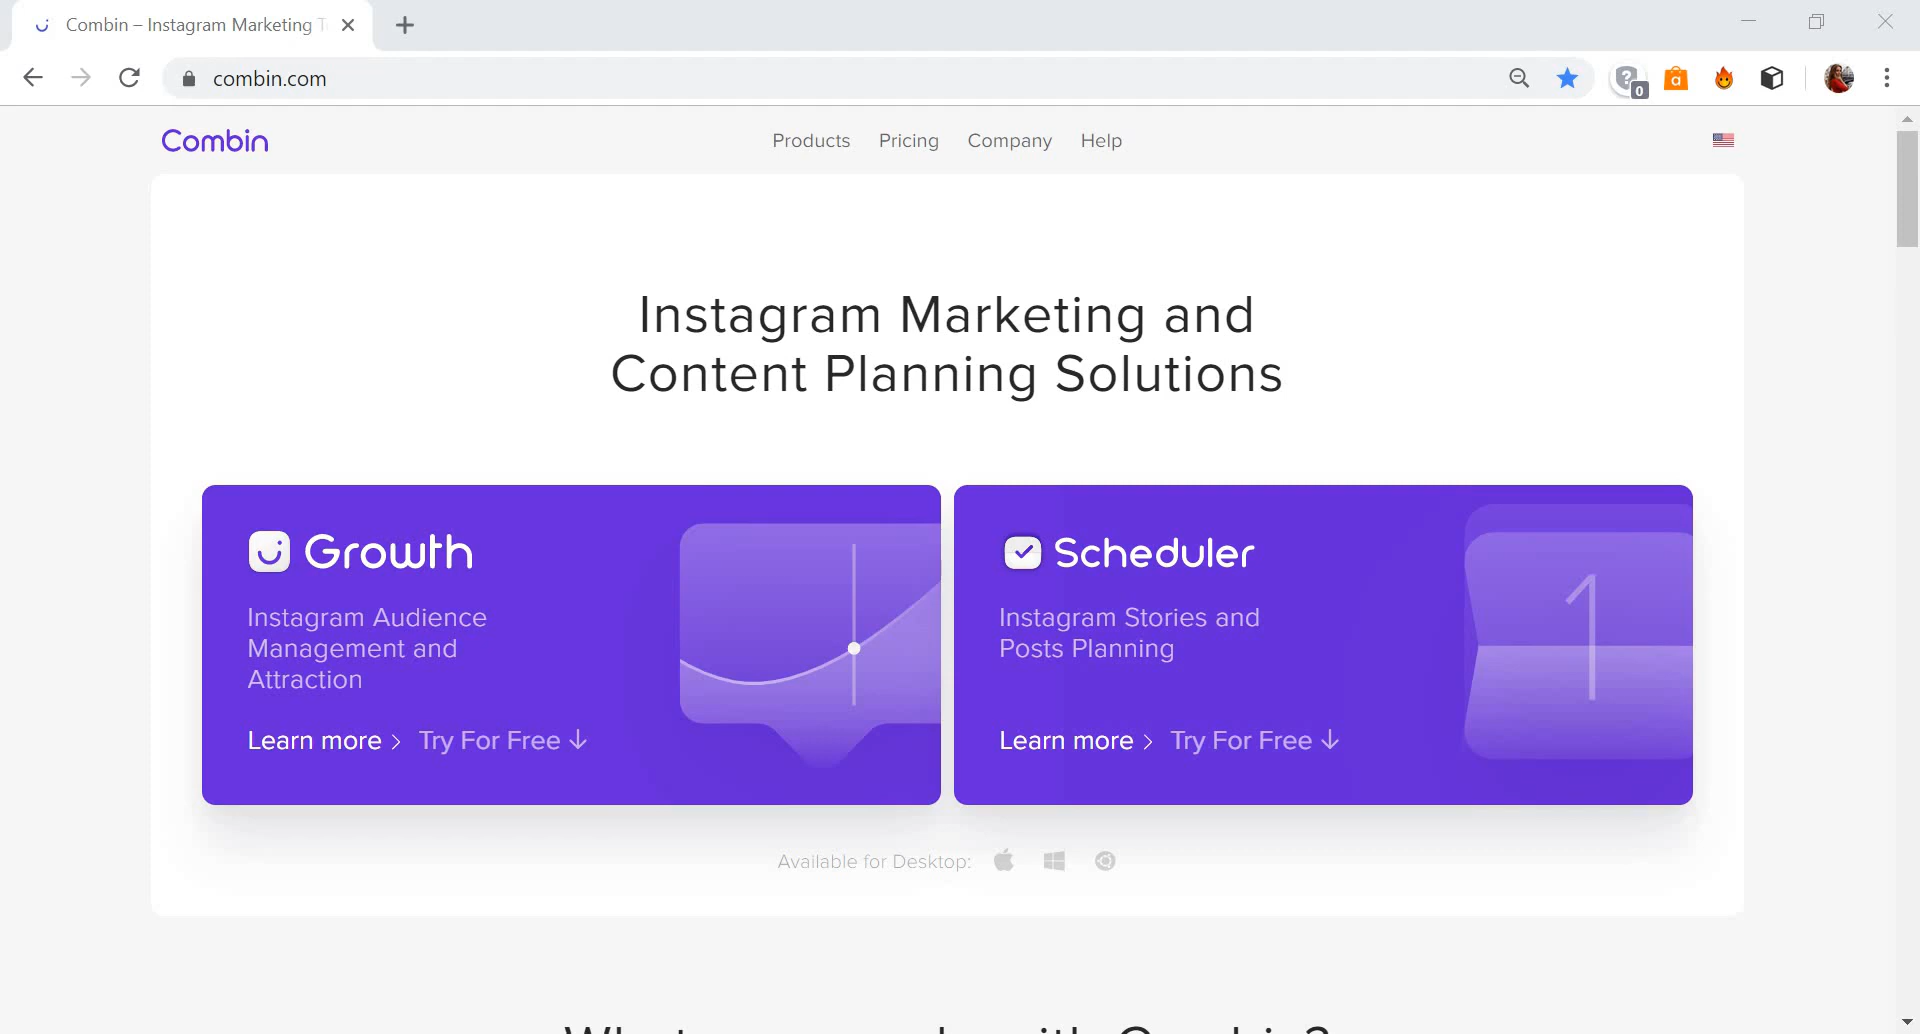 Combin – Instagram Marketing T
combin.com
0
Combin
Products Pricing Company Help
Instagram Marketing and
Content Planning Solutions
Growth
Instagram Audience
Management and
Attraction
Learn more > Try For Free ↓
Scheduler
Instagram Stories and
Posts Planning
Learn more > Try For Free ↓
1
Available for Desktop: